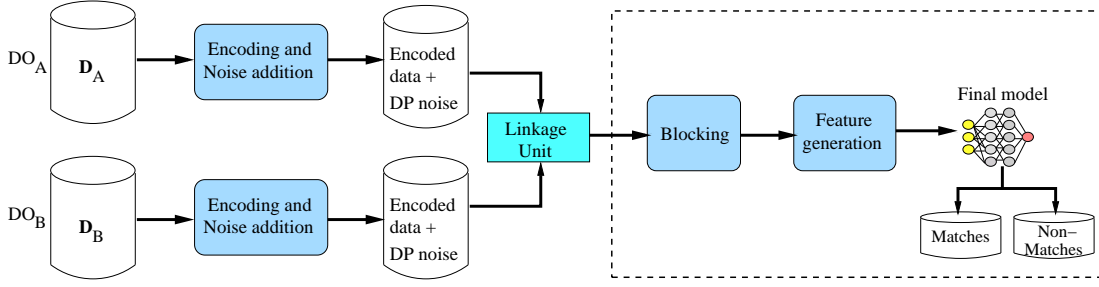 DO_A
D_A
Encoding and
Noise addition
Encoded
data +
DP noise
Linkage
Unit
Blocking
Feature
generation
Final model
Matches
Non−
Matches
DO_B
D_B
Encoding and
Noise addition
Encoded
data +
DP noise